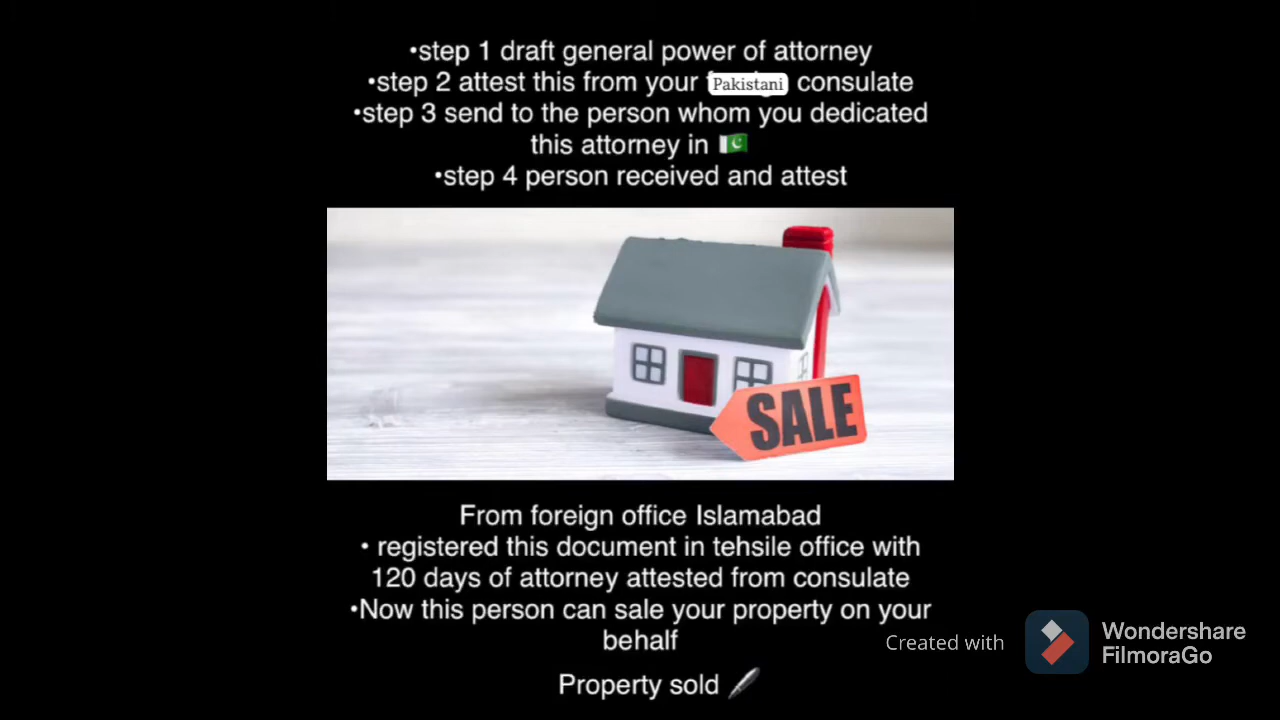 •step 1 draft general power of attorney
•step 2 attest this from your Pakistani consulate
•step 3 send to the person whom you dedicated
this attorney in 🇵🇰
•step 4 person received and attest
SALE
From foreign office Islamabad
• registered this document in tehsile office with
120 days of attorney attested from consulate
•Now this person can sale your property on your
behalf
Created with
Wondershare
FilmoraGo
Property sold 🖋